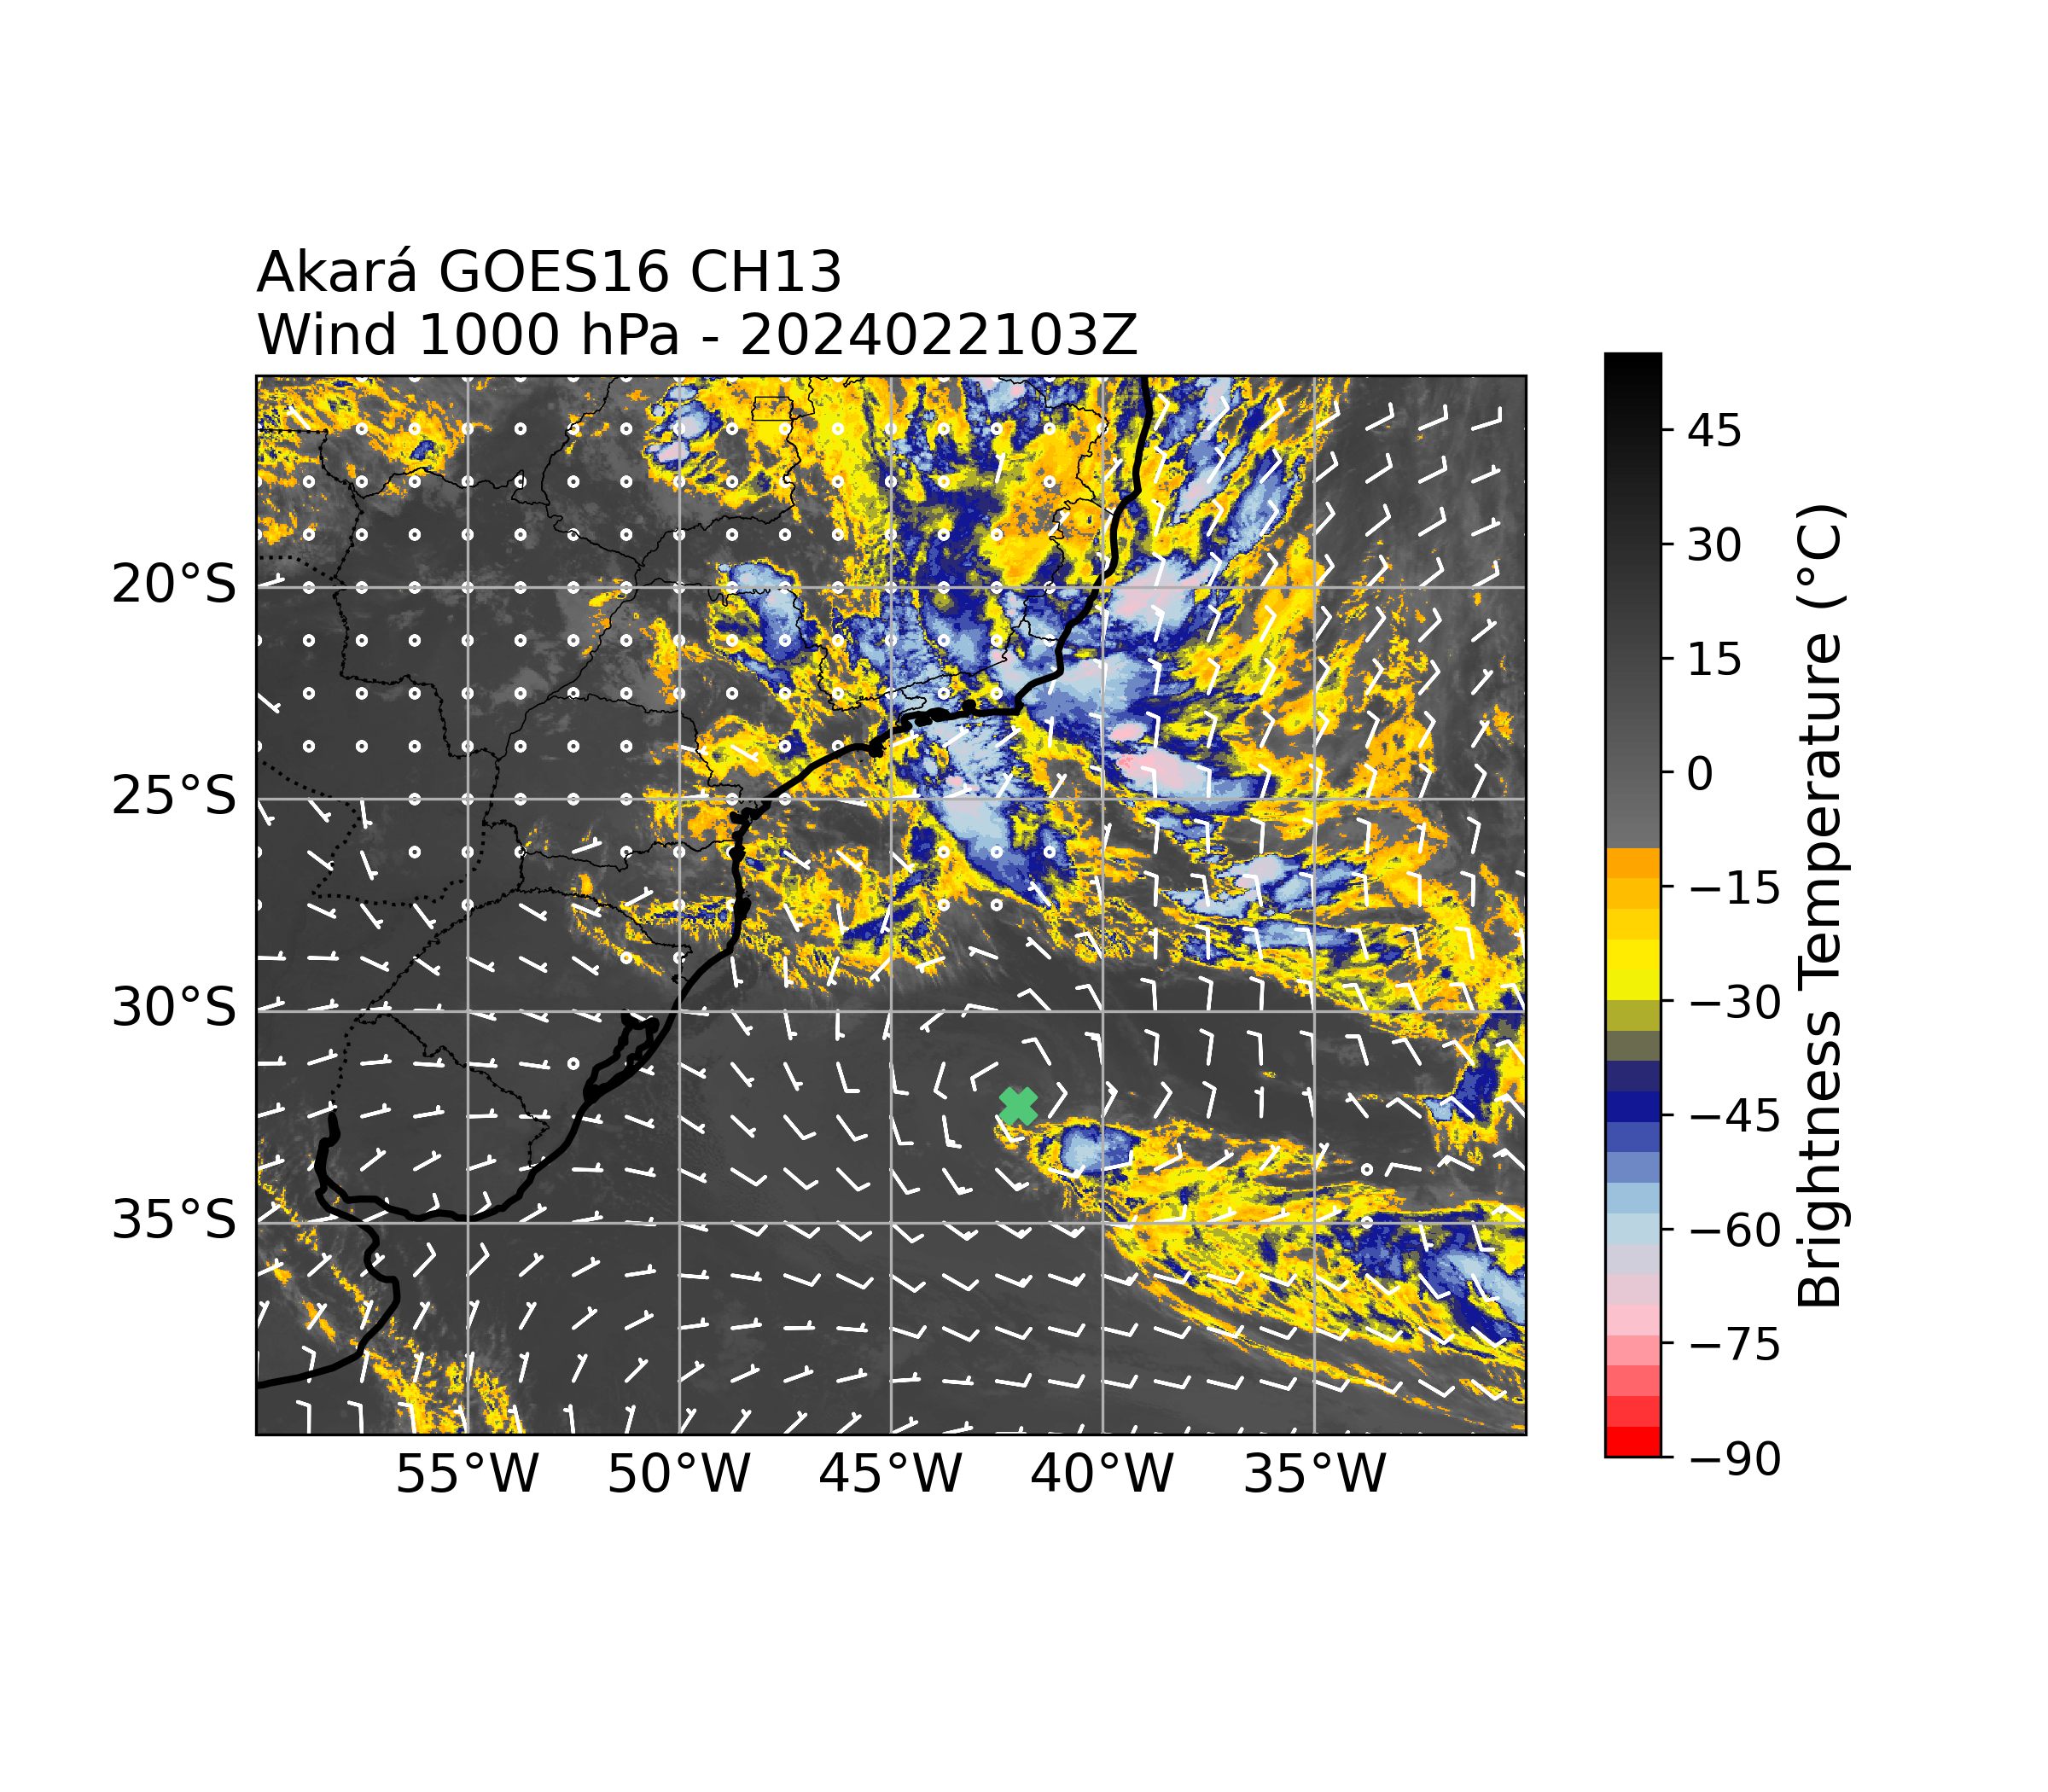 Akará GOES16 CH13
Wind 1000 hPa - 2024022103Z
20°S
25°S
30°S
35°S
55°W
50°W
45°W
40°W
35°W
45
30
15
0
−15
−30
−45
−60
−75
−90
Brightness Temperature (°C)